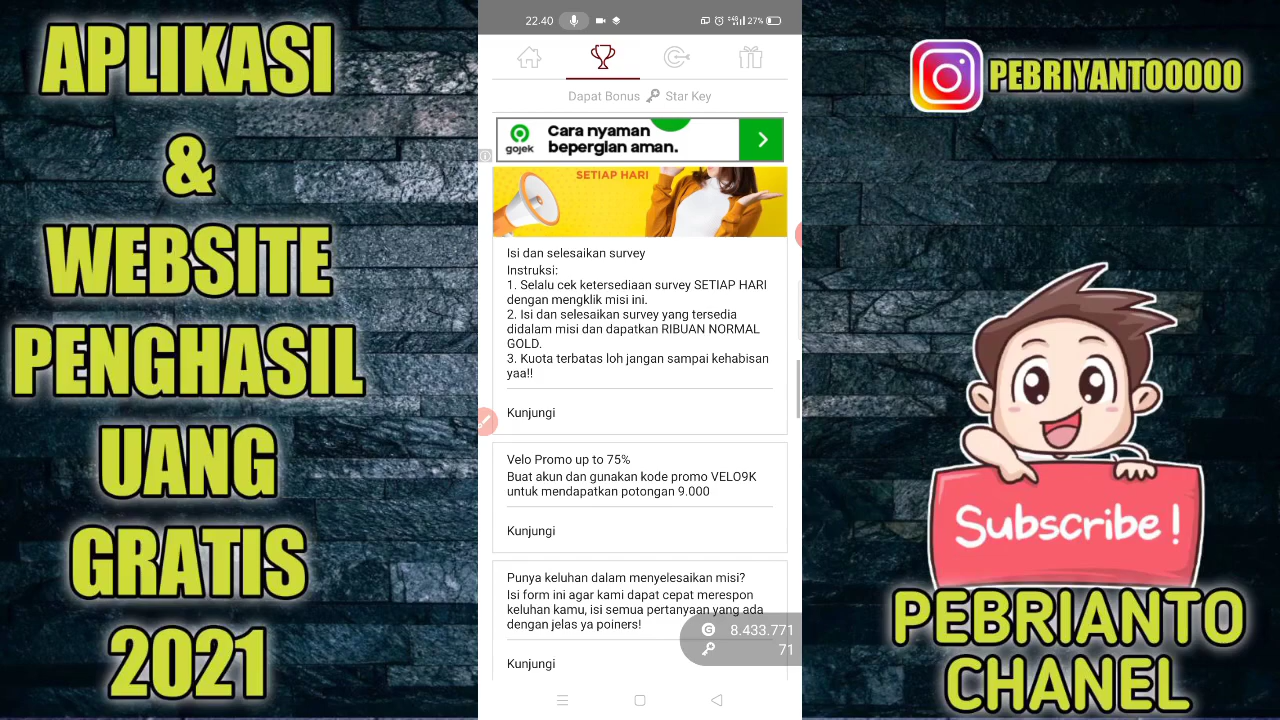 APLIKASI
&
WEBSITE
PENGHASIL
UANG
GRATIS
2021
22.40
27%
Dapat Bonus Star Key
gojek
Cara nyaman
bepergian aman.
SETIAP HARI
Isi dan selesaikan survey
Instruksi:
1. Selalu cek ketersediaan survey SETIAP HARI
dengan mengklik misi ini.
2. Isi dan selesaikan survey yang tersedia
didalam misi dan dapatkan RIBUAN NORMAL
GOLD.
3. Kuota terbatas loh jangan sampai kehabisan
yaa!!
Kunjungi
Velo Promo up to 75%
Buat akun dan gunakan kode promo VELO9K
untuk mendapatkan potongan 9.000
Kunjungi
Punya keluhan dalam menyelesaikan misi?
Isi form ini agar kami dapat cepat merespon
keluhan kamu, isi semua pertanyaan yang ada
dengan jelas ya poiners!
G 8.433.771
71
Kunjungi
PEBRIYANTOOOOO
Subscribe!
PEBRIANTO
CHANEL